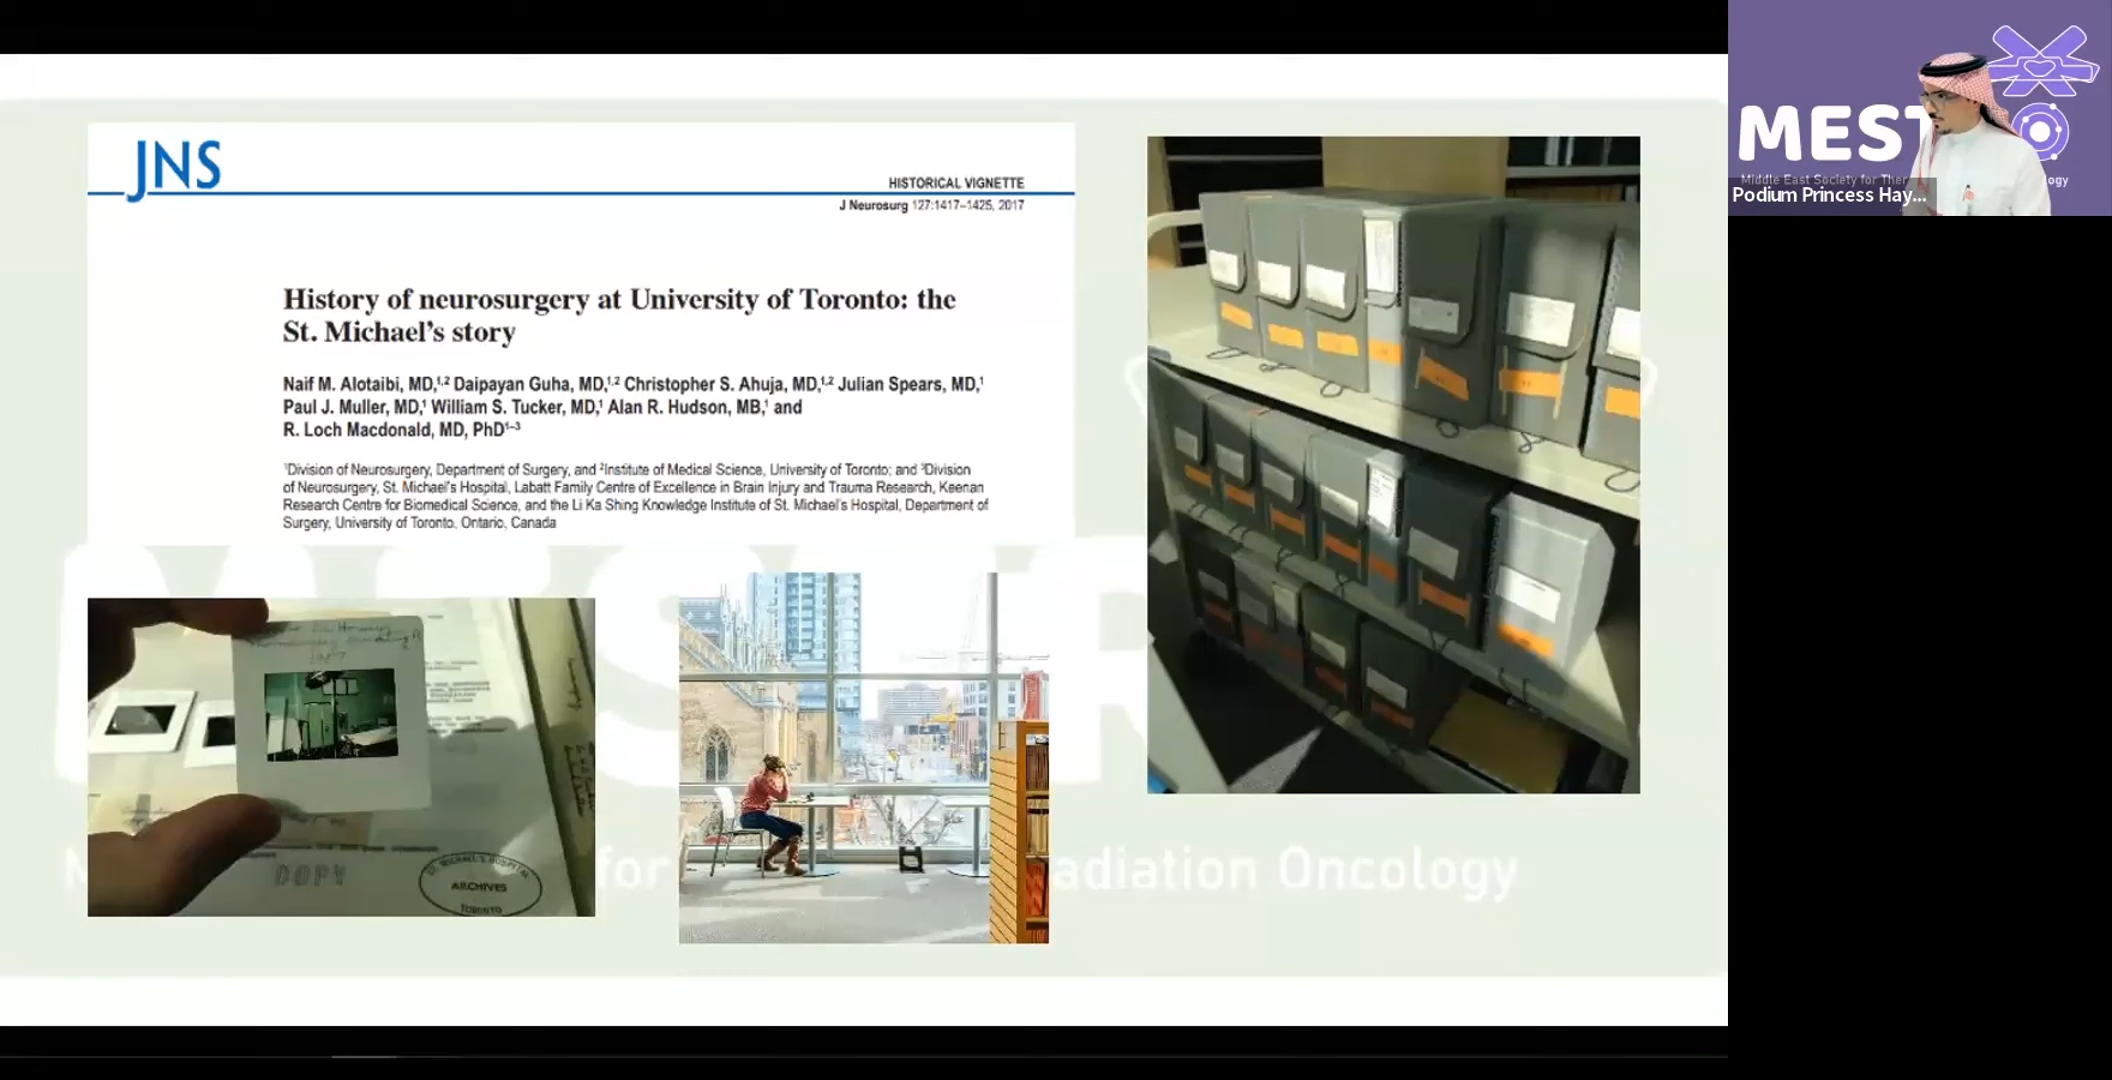 JNS
HISTORICAL VIGNETTE
J Neurosurg 127:1417–1425, 2017
History of neurosurgery at University of Toronto: the
St. Michael's story
Naif M. Alotaibi, MD,1,2 Daipayan Guha, MD,1,2 Christopher S. Ahuja, MD,1,2 Julian Spears, MD,1
Paul J. Muller, MD,1 William S. Tucker, MD,1 Alan R. Hudson, MB,1 and
R. Loch Macdonald, MD, PhD1–3
1Division of Neurosurgery, Department of Surgery, and 2Institute of Medical Science, University of Toronto; and 3Division
of Neurosurgery, St. Michael's Hospital, Labatt Family Centre of Excellence in Brain Injury and Trauma Research, Keenan
Research Centre for Biomedical Science, and the Li Ka Shing Knowledge Institute of St. Michael's Hospital, Department of
Surgery, University of Toronto, Ontario, Canada
COPY
ST. MICHAEL'S HOSPITAL
ARCHIVES
TORONTO
for
adiation Oncology
MEST
Middle East Society for Ther
ogy
Podium Princess Hay...